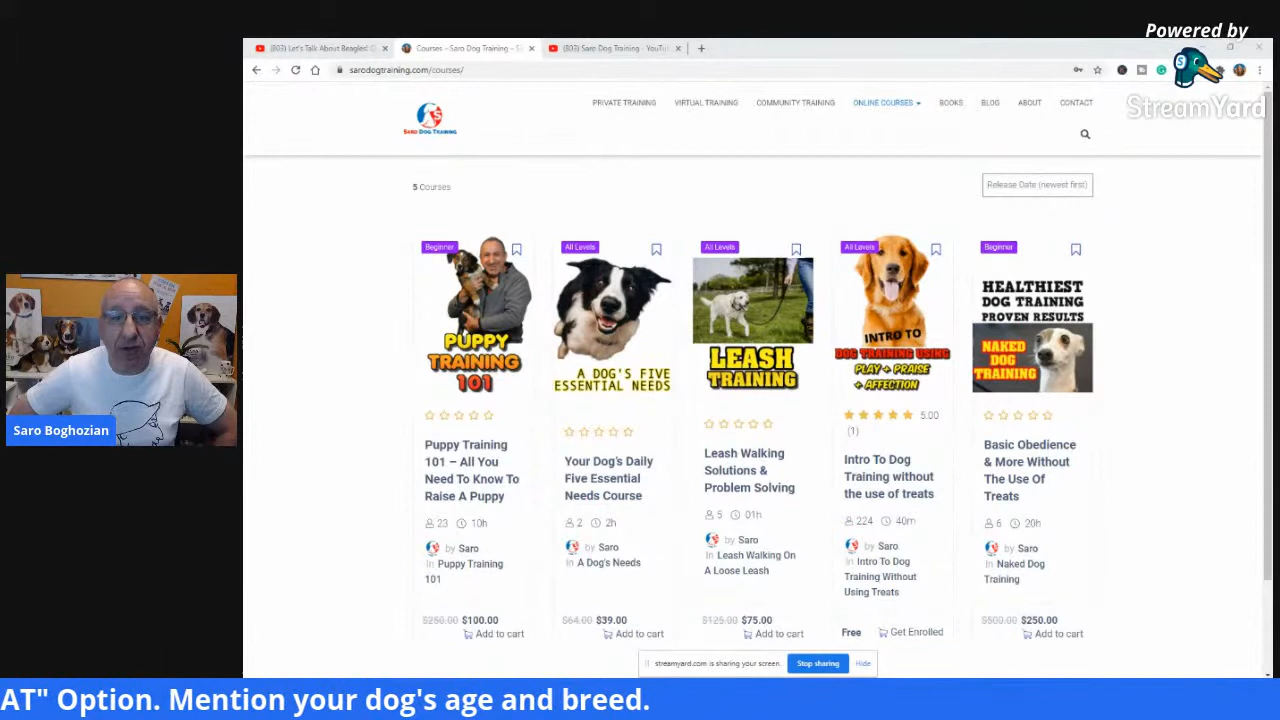 Powered by
StreamYard
(803) Let's Talk About Beagles!
Courses – Saro Dog Training –
(803) Saro Dog Training - YouTu
sarodogtraining.com/courses/
SARO DOG TRAINING
PRIVATE TRAINING VIRTUAL TRAINING COMMUNITY TRAINING ONLINE COURSES BOOKS BLOG ABOUT CONTACT
5 Courses
Release Date (newest first)
Beginner
PUPPY
TRAINING
101
Puppy Training
101 – All You
Need To Know To
Raise A Puppy
23 10h
by Saro
In Puppy Training
101
$250.00 $100.00
Add to cart
All Levels
A DOG'S FIVE
ESSENTIAL NEEDS
Your Dog's Daily
Five Essential
Needs Course
2 2h
by Saro
In A Dog's Needs
$64.00 $39.00
Add to cart
All Levels
LEASH
TRAINING
Leash Walking
Solutions &
Problem Solving
5 01h
by Saro
In Leash Walking On
A Loose Leash
$125.00 $75.00
Add to cart
All Levels
INTRO TO
DOG TRAINING USING
PLAY + PRAISE
+ AFFECTION
5.00
(1)
Intro To Dog
Training without
the use of treats
224 40m
by Saro
In Intro To Dog
Training Without
Using Treats
Free Get Enrolled
Beginner
HEALTHIEST
DOG TRAINING
PROVEN RESULTS
NAKED
DOG
TRAINING
Basic Obedience
& More Without
The Use Of
Treats
6 20h
by Saro
In Naked Dog
Training
$500.00 $250.00
Add to cart
Saro Boghozian
streamyard.com is sharing your screen.
Stop sharing
Hide
AT" Option. Mention your dog's age and breed.